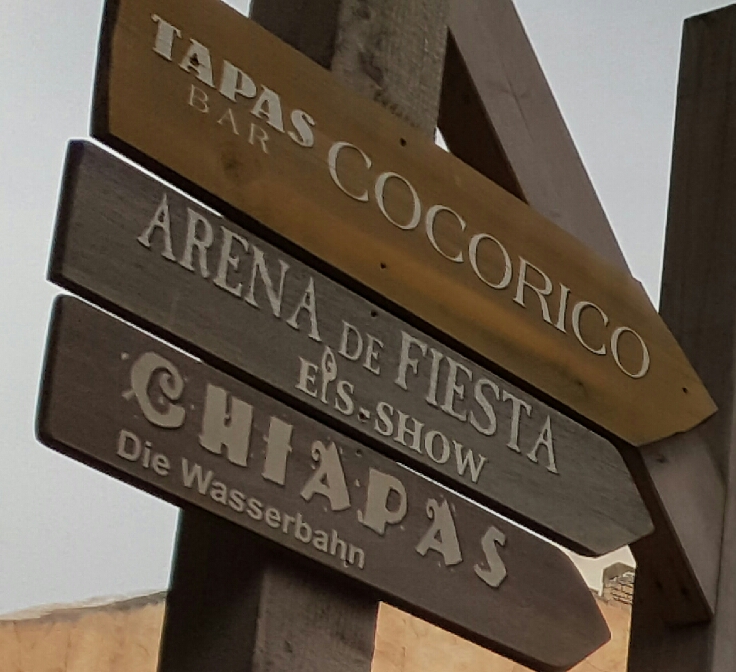 TAPAS
BAR
COCORICO
ARENA DE FIESTA
EIS-SHOW
CHIAPAS
Die Wasserbahn